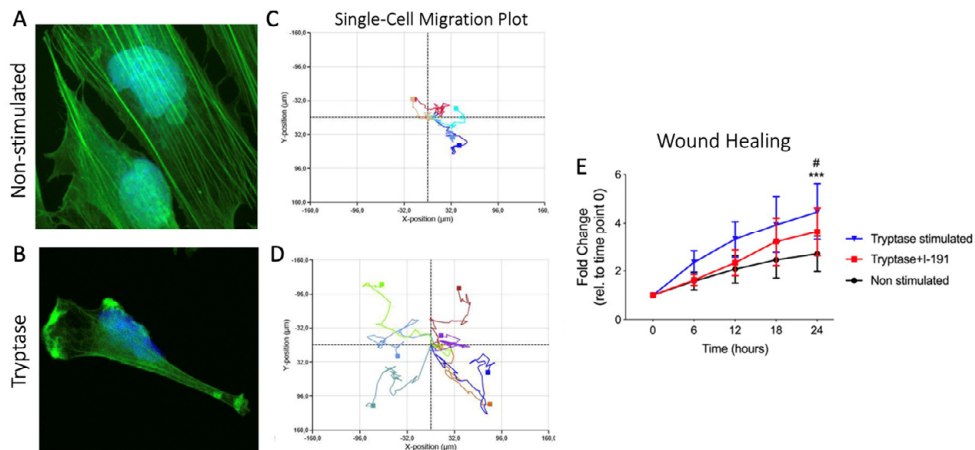 A
Non-stimulated
B
Tryptase
Single-Cell Migration Plot
C
-160,0
-96,0
-32,0
32,0
96,0
160,0
Y-position (µm)
-160,0 -96,0 -32,0 32,0 96,0 160,0
X-position (µm)
D
-160,0
-96,0
-32,0
32,0
96,0
160,0
Y-position (µm)
-160,0 -96,0 -32,0 32,0 96,0 160,0
X-position (µm)
Wound Healing
E
Fold Change
(rel. to time point 0)
6
4
2
0
#
***
0 6 12 18 24
Time (hours)
Tryptase stimulated
Tryptase+I-191
Non stimulated